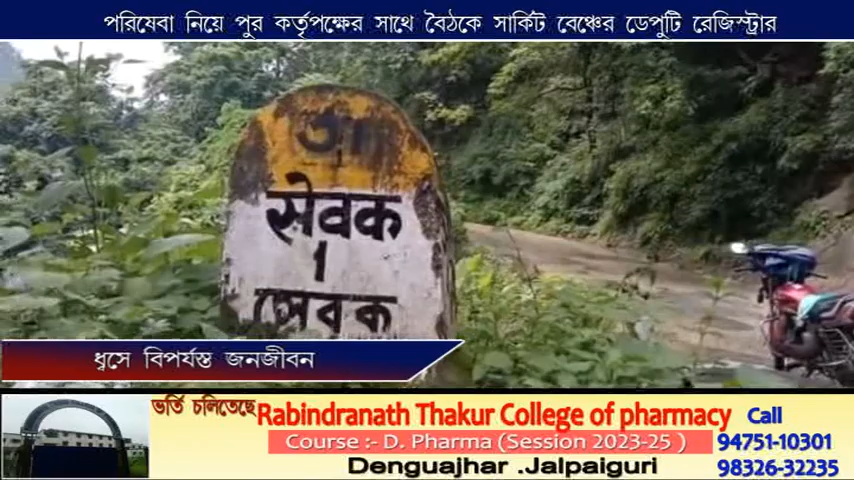 পরিষেবা নিয়ে পুর কর্তৃপক্ষের সাথে বৈঠকে সার্কিট বেঞ্চের ডেপুটি রেজিস্ট্রার
सेवक
1
সেবক
ধ্বসে বিপর্যস্ত জনজীবন
ভর্তি চলিতেছে Rabindranath Thakur College of pharmacy
Course :- D. Pharma (Session 2023-25 )
Denguajhar .Jalpaiguri
Call
94751-10301
98326-32235